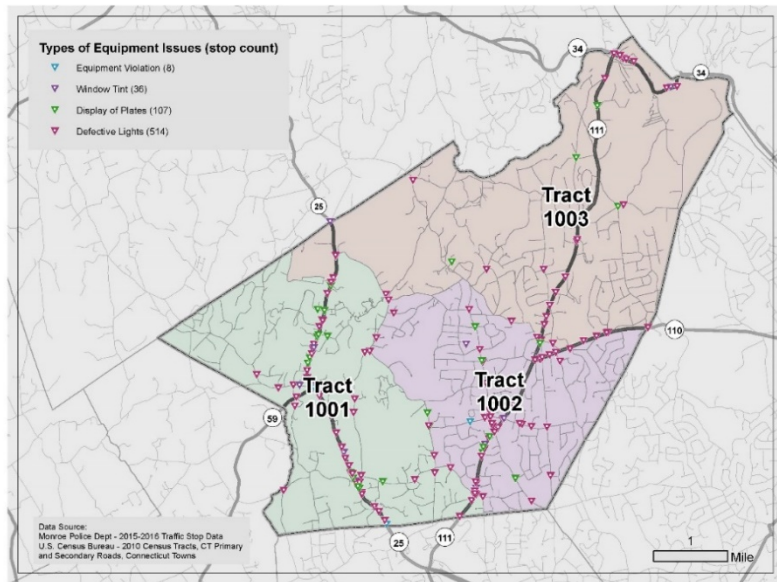 Types of Equipment Issues (stop count)
Equipment Violation (8)
Window Tint (36)
Display of Plates (107)
Defective Lights (514)
34
34
111
25
Tract
1003
110
Tract
1001
Tract
1002
59
25
111
Data Source:
Monroe Police Dept - 2015-2016 Traffic Stop Data
U.S. Census Bureau - 2010 Census Tracts, CT Primary
and Secondary Roads, Connecticut Towns
1
Mile